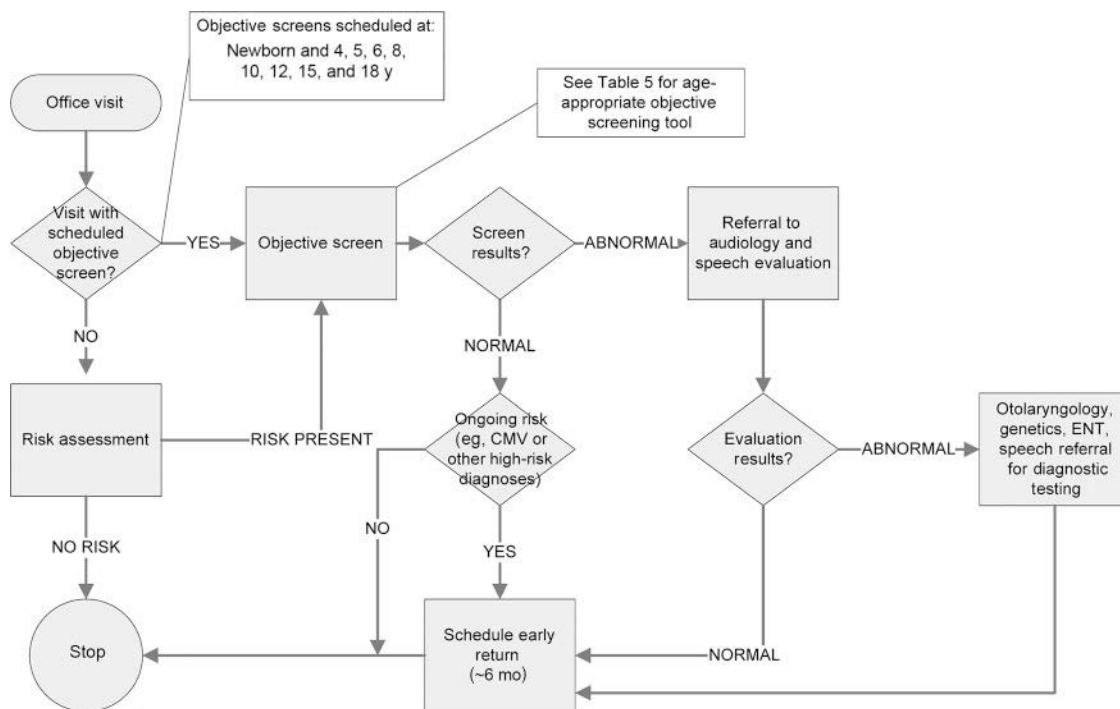 Objective screens scheduled at:
Newborn and 4, 5, 6, 8,
10, 12, 15, and 18 y
See Table 5 for age-
appropriate objective
screening tool
Office visit
Visit with
scheduled
objective
screen?
YES
Objective screen
Screen
results?
ABNORMAL
Referral to
audiology and
speech evaluation
NO
NORMAL
Risk assessment
RISK PRESENT
Ongoing risk
(eg, CMV or
other high-risk
diagnoses)
Evaluation
results?
ABNORMAL
Otolaryngology,
genetics, ENT,
speech referral
for diagnostic
testing
NO RISK
NO
YES
Stop
Schedule early
return
(~6 mo)
NORMAL